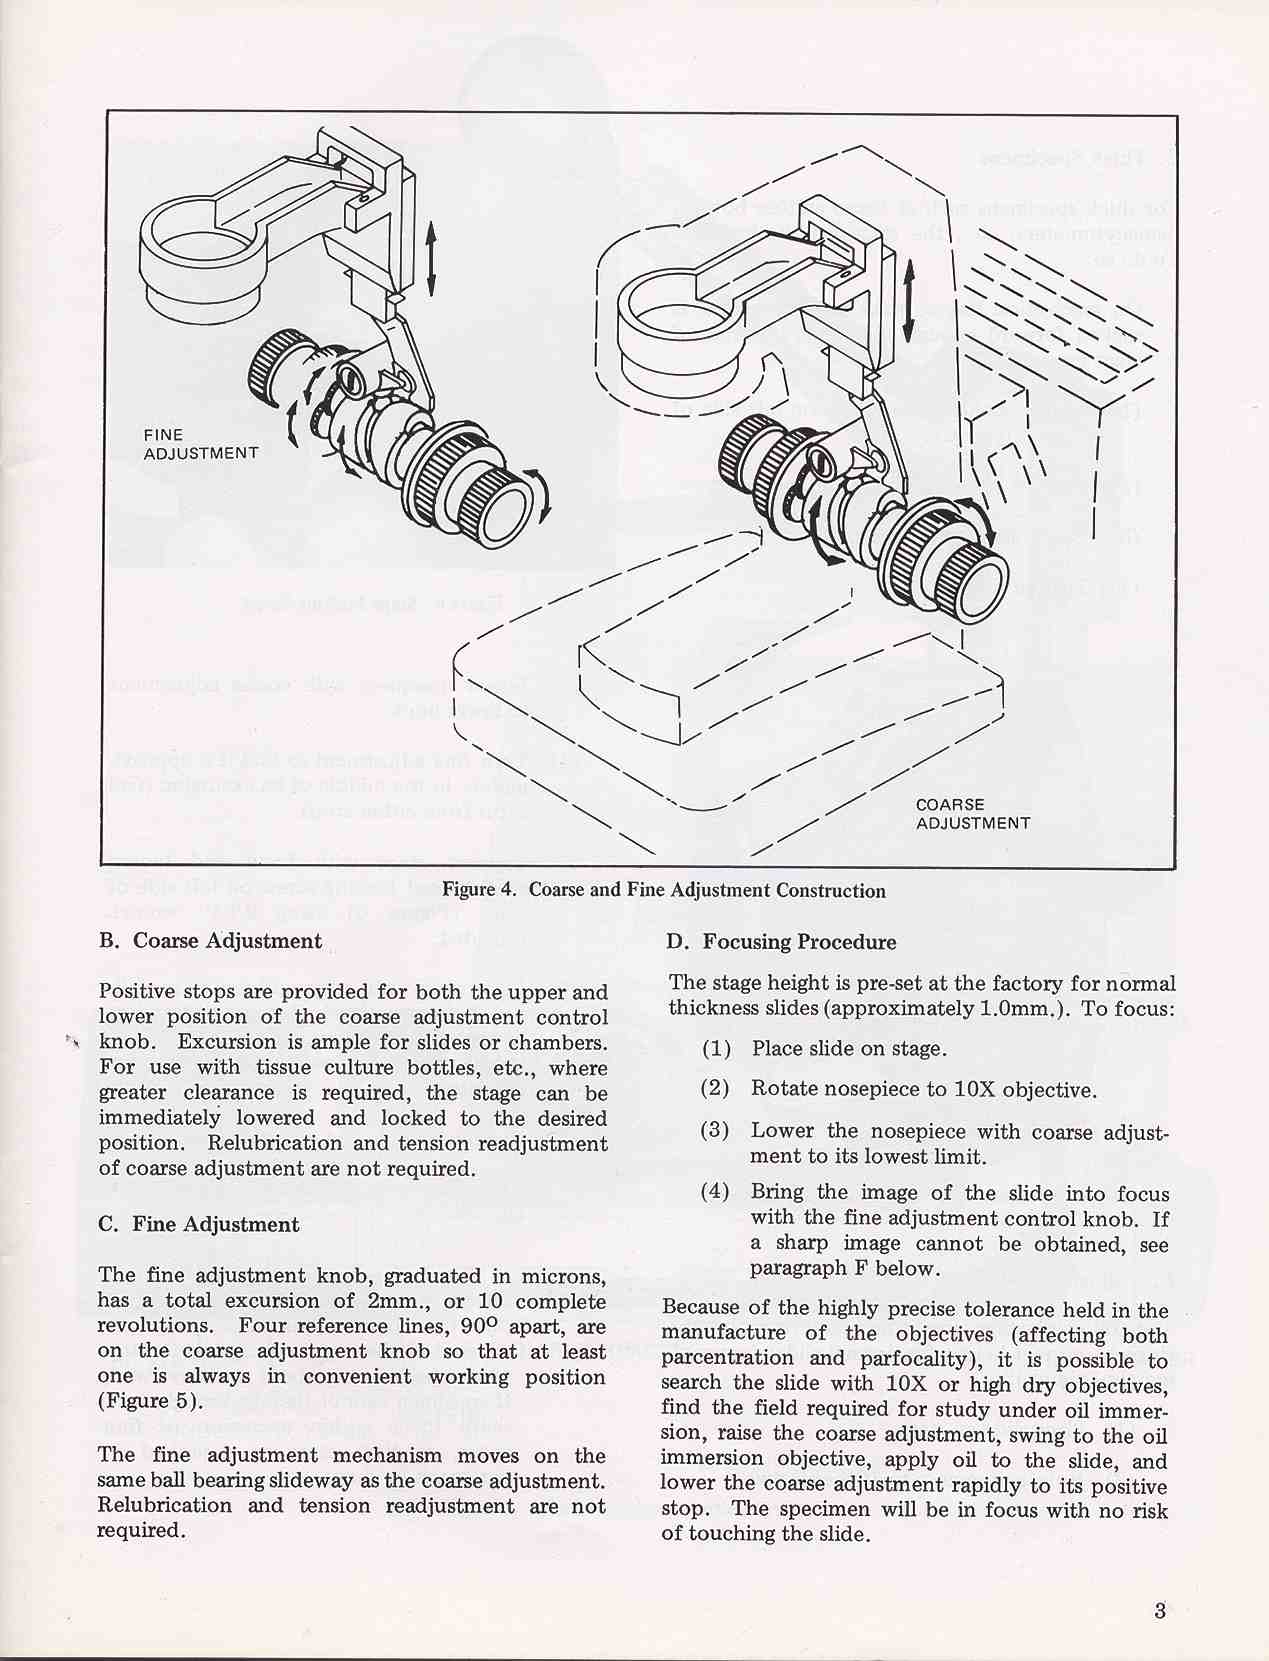 FINE
ADJUSTMENT
COARSE
ADJUSTMENT
Figure 4. Coarse and Fine Adjustment Construction
B. Coarse Adjustment
Positive stops are provided for both the upper and
lower position of the coarse adjustment control
knob. Excursion is ample for slides or chambers.
For use with tissue culture bottles, etc., where
greater clearance is required, the stage can be
immediately lowered and locked to the desired
position. Relubrication and tension readjustment
of coarse adjustment are not required.
C. Fine Adjustment
The fine adjustment knob, graduated in microns,
has a total excursion of 2mm., or 10 complete
revolutions. Four reference lines, 90° apart, are
on the coarse adjustment knob so that at least
one is always in convenient working position
(Figure 5).
The fine adjustment mechanism moves on the
same ball bearing slideway as the coarse adjustment.
Relubrication and tension readjustment are not
required.
D. Focusing Procedure
The stage height is pre-set at the factory for normal
thickness slides (approximately 1.0mm.). To focus:
(1) Place slide on stage.
(2) Rotate nosepiece to 10X objective.
(3) Lower the nosepiece with coarse adjust-
ment to its lowest limit.
(4) Bring the image of the slide into focus
with the fine adjustment control knob. If
a sharp image cannot be obtained, see
paragraph F below.
Because of the highly precise tolerance held in the
manufacture of the objectives (affecting both
parcentration and parfocality), it is possible to
search the slide with 10X or high dry objectives,
find the field required for study under oil immer-
sion, raise the coarse adjustment, swing to the oil
immersion objective, apply oil to the slide, and
lower the coarse adjustment rapidly to its positive
stop. The specimen will be in focus with no risk
of touching the slide.
3